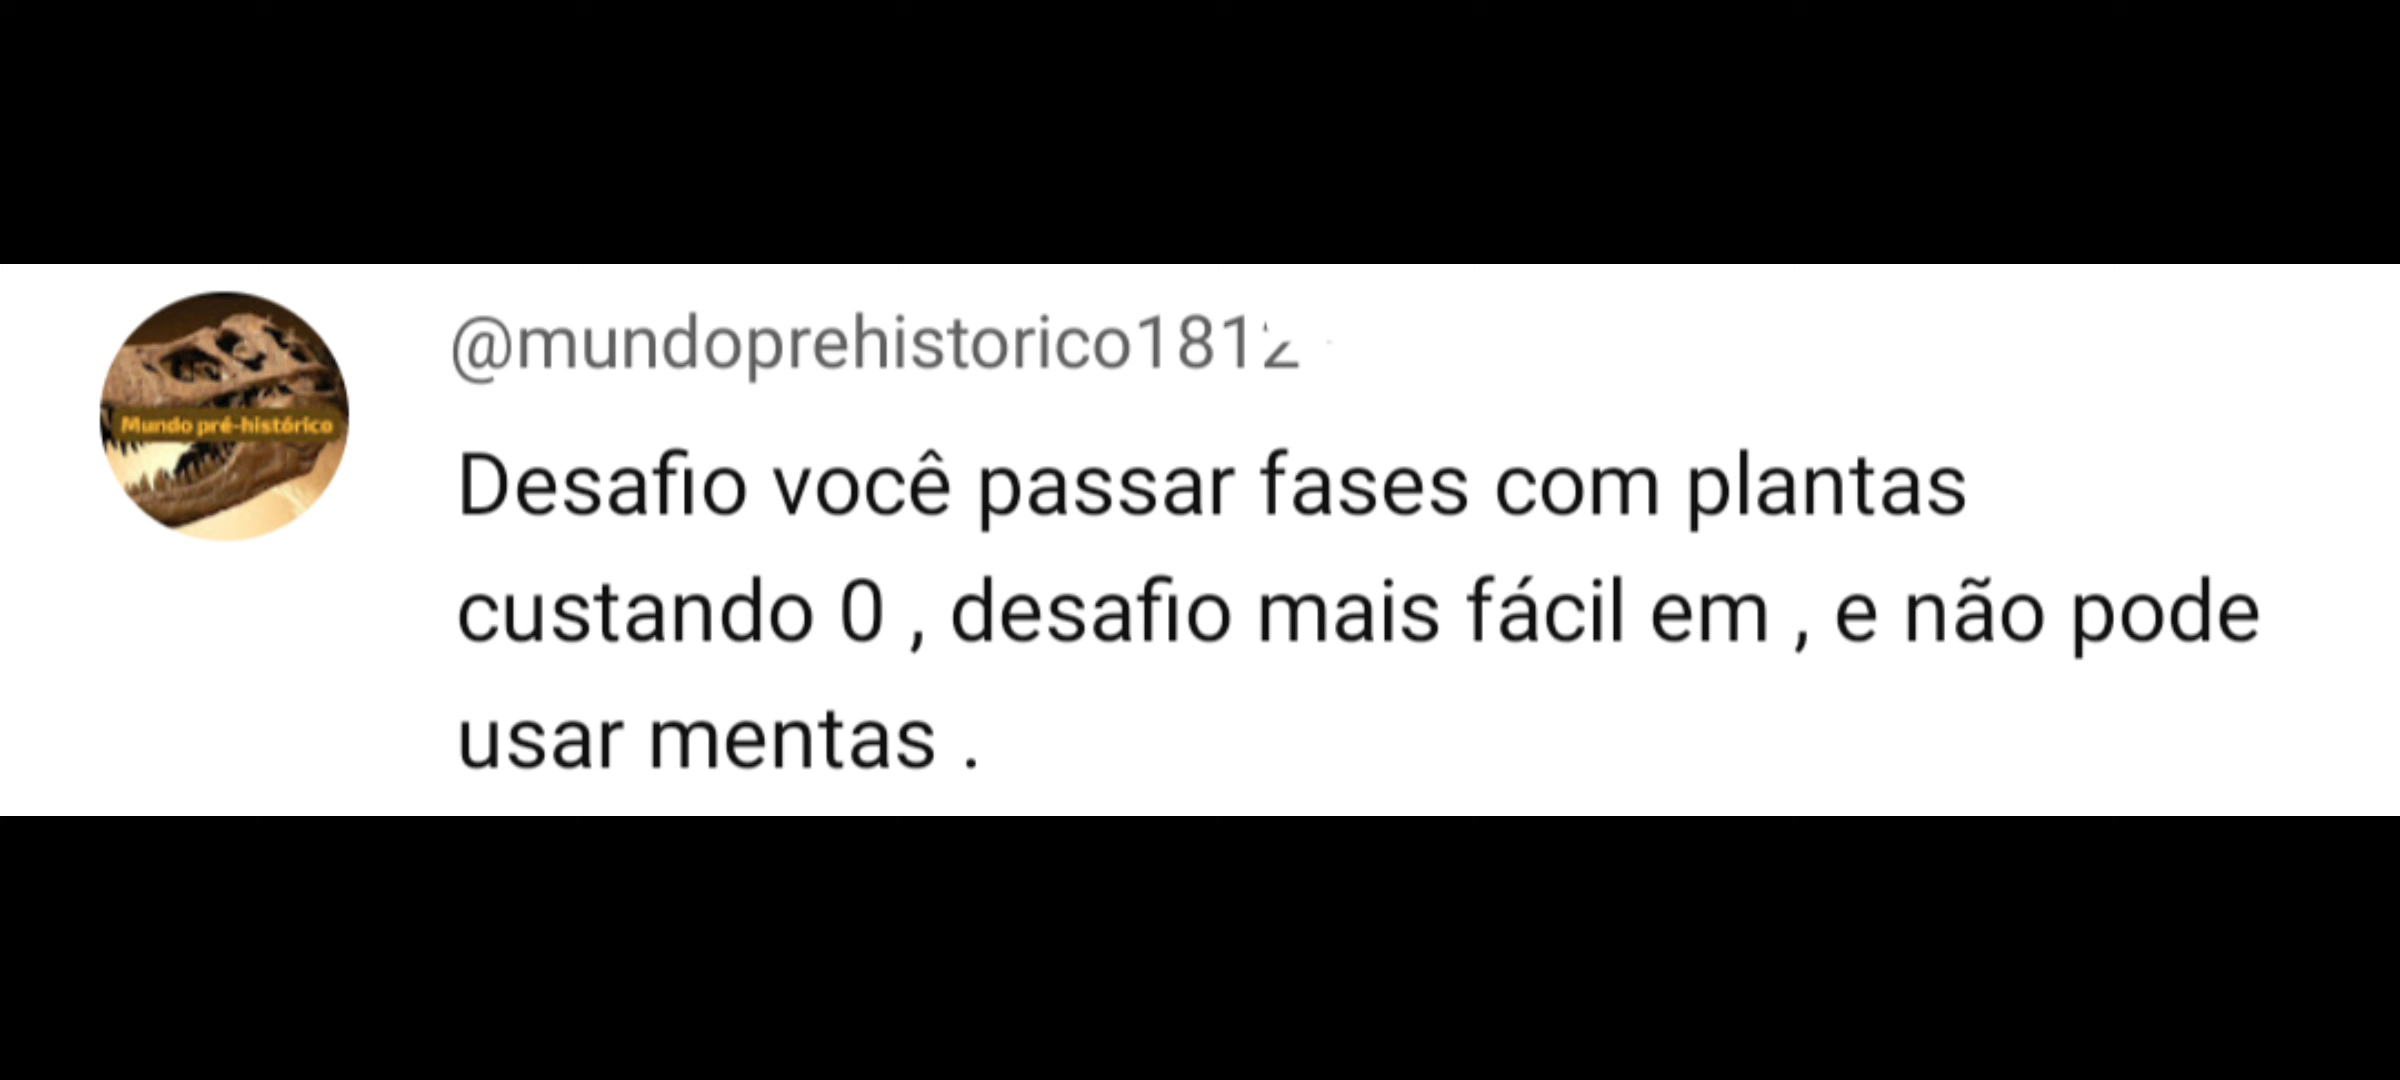 @mundoprehistorico1812
Mundo pré-histórico
Desafio você passar fases com plantas
custando 0 , desafio mais fácil em , e não pode
usar mentas .